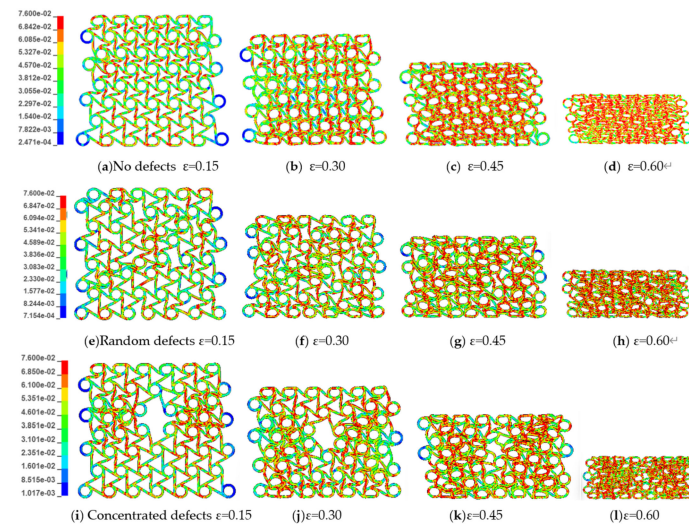 7.600e-02
6.842e-02
6.085e-02
5.327e-02
4.570e-02
3.812e-02
3.055e-02
2.297e-02
1.540e-02
7.822e-03
2.471e-04
(a)No defects ε=0.15
(b) ε=0.30
(c) ε=0.45
(d) ε=0.60↵
7.600e-02
6.847e-02
6.094e-02
5.341e-02
4.589e-02
3.836e-02
3.083e-02
2.330e-02
1.577e-02
8.244e-03
7.154e-04
(e)Random defects ε=0.15
(f) ε=0.30
(g) ε=0.45
(h) ε=0.60↵
7.600e-02
6.850e-02
6.100e-02
5.351e-02
4.601e-02
3.851e-02
3.101e-02
2.351e-02
1.601e-02
8.515e-03
1.017e-03
(i) Concentrated defects ε=0.15
(j)ε=0.30
(k)ε=0.45
(l)ε=0.60